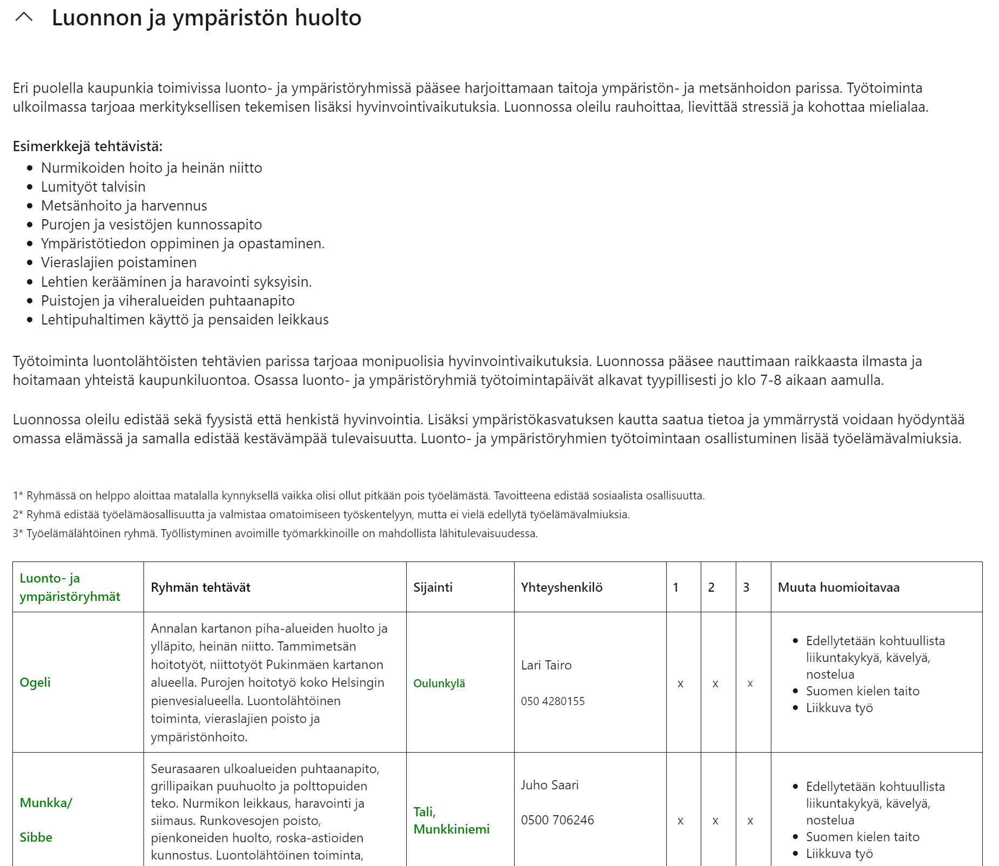 Luonnon ja ympäristön huolto
Eri puolella kaupunkia toimivissa luonto- ja ympäristöryhmissä pääsee harjoittamaan taitoja ympäristön- ja metsänhoidon parissa. Työtoiminta
ulkoilmassa tarjoaa merkityksellisen tekemisen lisäksi hyvinvointivaikutuksia. Luonnossa oleilu rauhoittaa, lievittää stressiä ja kohottaa mielialaa.
Esimerkkejä tehtävistä:
• Nurmikoiden hoito ja heinän niitto
• Lumityöt talvisin
• Metsänhoito ja harvennus
• Purojen ja vesistöjen kunnossapito
• Ympäristötiedon oppiminen ja opastaminen.
• Vieraslajien poistaminen
• Lehtien kerääminen ja haravointi syksyisin.
• Puistojen ja viheralueiden puhtaanapito
• Lehtipuhaltimen käyttö ja pensaiden leikkaus
Työtoiminta luontolähtöisten tehtävien parissa tarjoaa monipuolisia hyvinvointivaikutuksia. Luonnossa pääsee nauttimaan raikkaasta ilmasta ja
hoitamaan yhteistä kaupunkiluontoa. Osassa luonto- ja ympäristöryhmiä työtoimintapäivät alkavat tyypillisesti jo klo 7-8 aikaan aamulla.
Luonnossa oleilu edistää sekä fyysistä että henkistä hyvinvointia. Lisäksi ympäristökasvatuksen kautta saatua tietoa ja ymmärrystä voidaan hyödyntää
omassa elämässä ja samalla edistää kestävämpää tulevaisuutta. Luonto- ja ympäristöryhmien työtoimintaan osallistuminen lisää työelämävalmiuksia.
1* Ryhmässä on helppo aloittaa matalalla kynnyksellä vaikka olisi ollut pitkään pois työelämästä. Tavoitteena edistää sosiaalista osallisuutta.
2* Ryhmä edistää työelämäosallisuutta ja valmistaa omatoimiseen työskentelyyn, mutta ei vielä edellytä työelämävalmiuksia.
3* Työelämälähtöinen ryhmä. Työllistyminen avoimille työmarkkinoille on mahdollista lähitulevaisuudessa.
Luonto- ja
ympäristöryhmät
Ryhmän tehtävät
Sijainti
Yhteyshenkilö
1
2
3
Muuta huomioitavaa
Ogeli
Annalan kartanon piha-alueiden huolto ja
ylläpito, heinän niitto. Tammimetsän
hoitotyöt, niittotyöt Pukinmäen kartanon
alueella. Purojen hoitotyö koko Helsingin
pienvesialueella. Luontolähtöinen
toiminta, vieraslajien poisto ja
ympäristönhoito.
Oulunkylä
Lari Tairo
050 4280155
x
x
x
• Edellytetään kohtuullista
liikuntakykyä, kävelyä,
nostelua
• Suomen kielen taito
• Liikkuva työ
Munkka/
Sibbe
Seurasaaren ulkoalueiden puhtaanapito,
grillipaikan puuhuolto ja polttopuiden
teko. Nurmikon leikkaus, haravointi ja
siimaus. Runkovesojen poisto,
pienkoneiden huolto, roska-astioiden
kunnostus. Luontolähtöinen toiminta,
Tali,
Munkkiniemi
Juho Saari
0500 706246
x
x
x
• Edellytetään kohtuullista
liikuntakykyä, kävelyä,
nostelua
• Suomen kielen taito
• Liikkuva työ